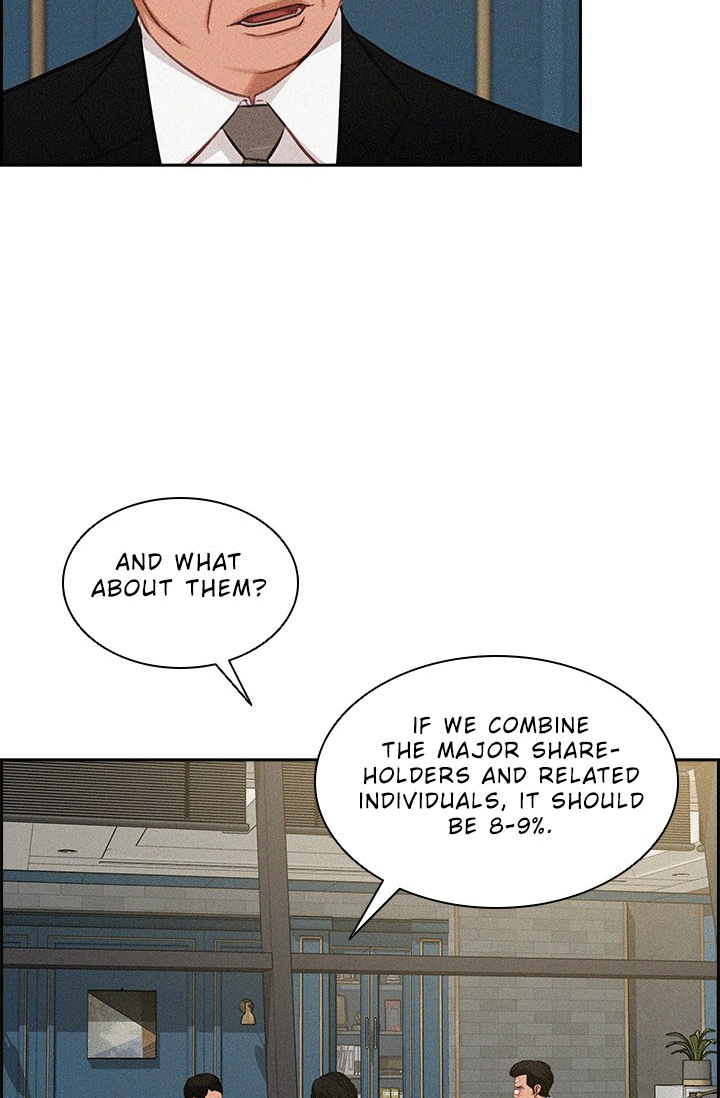 AND WHAT
ABOUT THEM?
IF WE COMBINE
THE MAJOR SHARE-
HOLDERS AND RELATED
INDIVIDUALS, IT SHOULD
BE 8-9%.